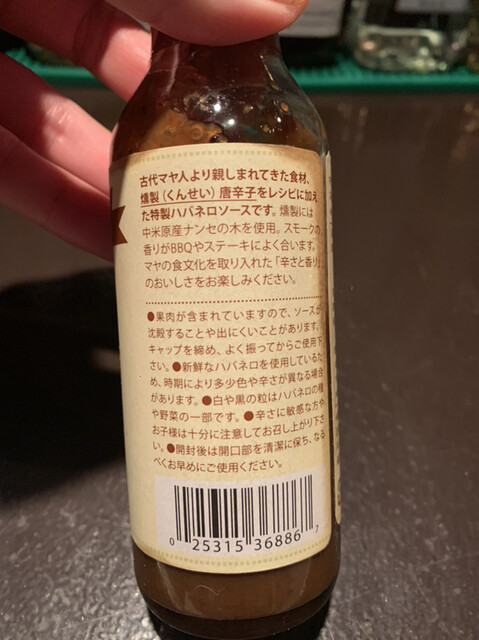 古代マヤ人より親しまれてきた食材、
燻製（くんせい）唐辛子をレシピに加え
た特製ハバネロソースです。燻製には
中米原産ナンセの木を使用。スモークの
香りがBBQやステーキによく合います。
マヤの食文化を取り入れた「辛さと香り」
のおいしさをお楽しみください。
●果肉が含まれていますので、ソースが
沈殿することや出にくいことがあります。
キャップを締め、よく振ってからご使用下
さい。●新鮮なハバネロを使用しているた
め、時期により多少色や辛さが異なる場合
があります。●白や黒の粒はハバネロの種
や野菜の一部です。●辛さに敏感な方や
お子様は十分に注意してお召し上がり下さ
い。●開封後は開口部を清潔に保ち、なる
べくお早めにご使用ください。
0 25315 36886 7